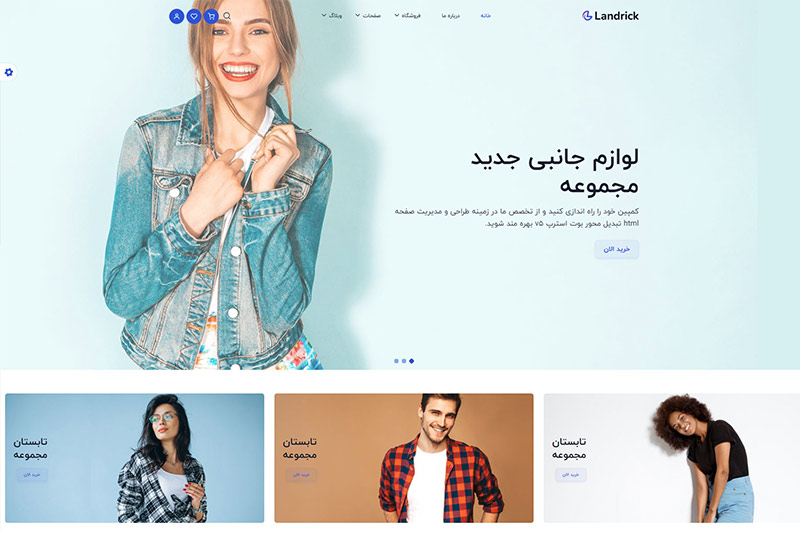 Landrick
خانه
درباره ما
فروشگاه
صفحات
وبلاگ
لوازم جانبی جدید
مجموعه
کمپین خود را راه اندازی کنید و از تخصص ما در زمینه طراحی و مدیریت صفحه
html تبدیل محور بوت استرپ v5 بهره مند شوید.
خرید الان
تابستان
مجموعه
خرید الان
تابستان
مجموعه
خرید الان
تابستان
مجموعه
خرید الان